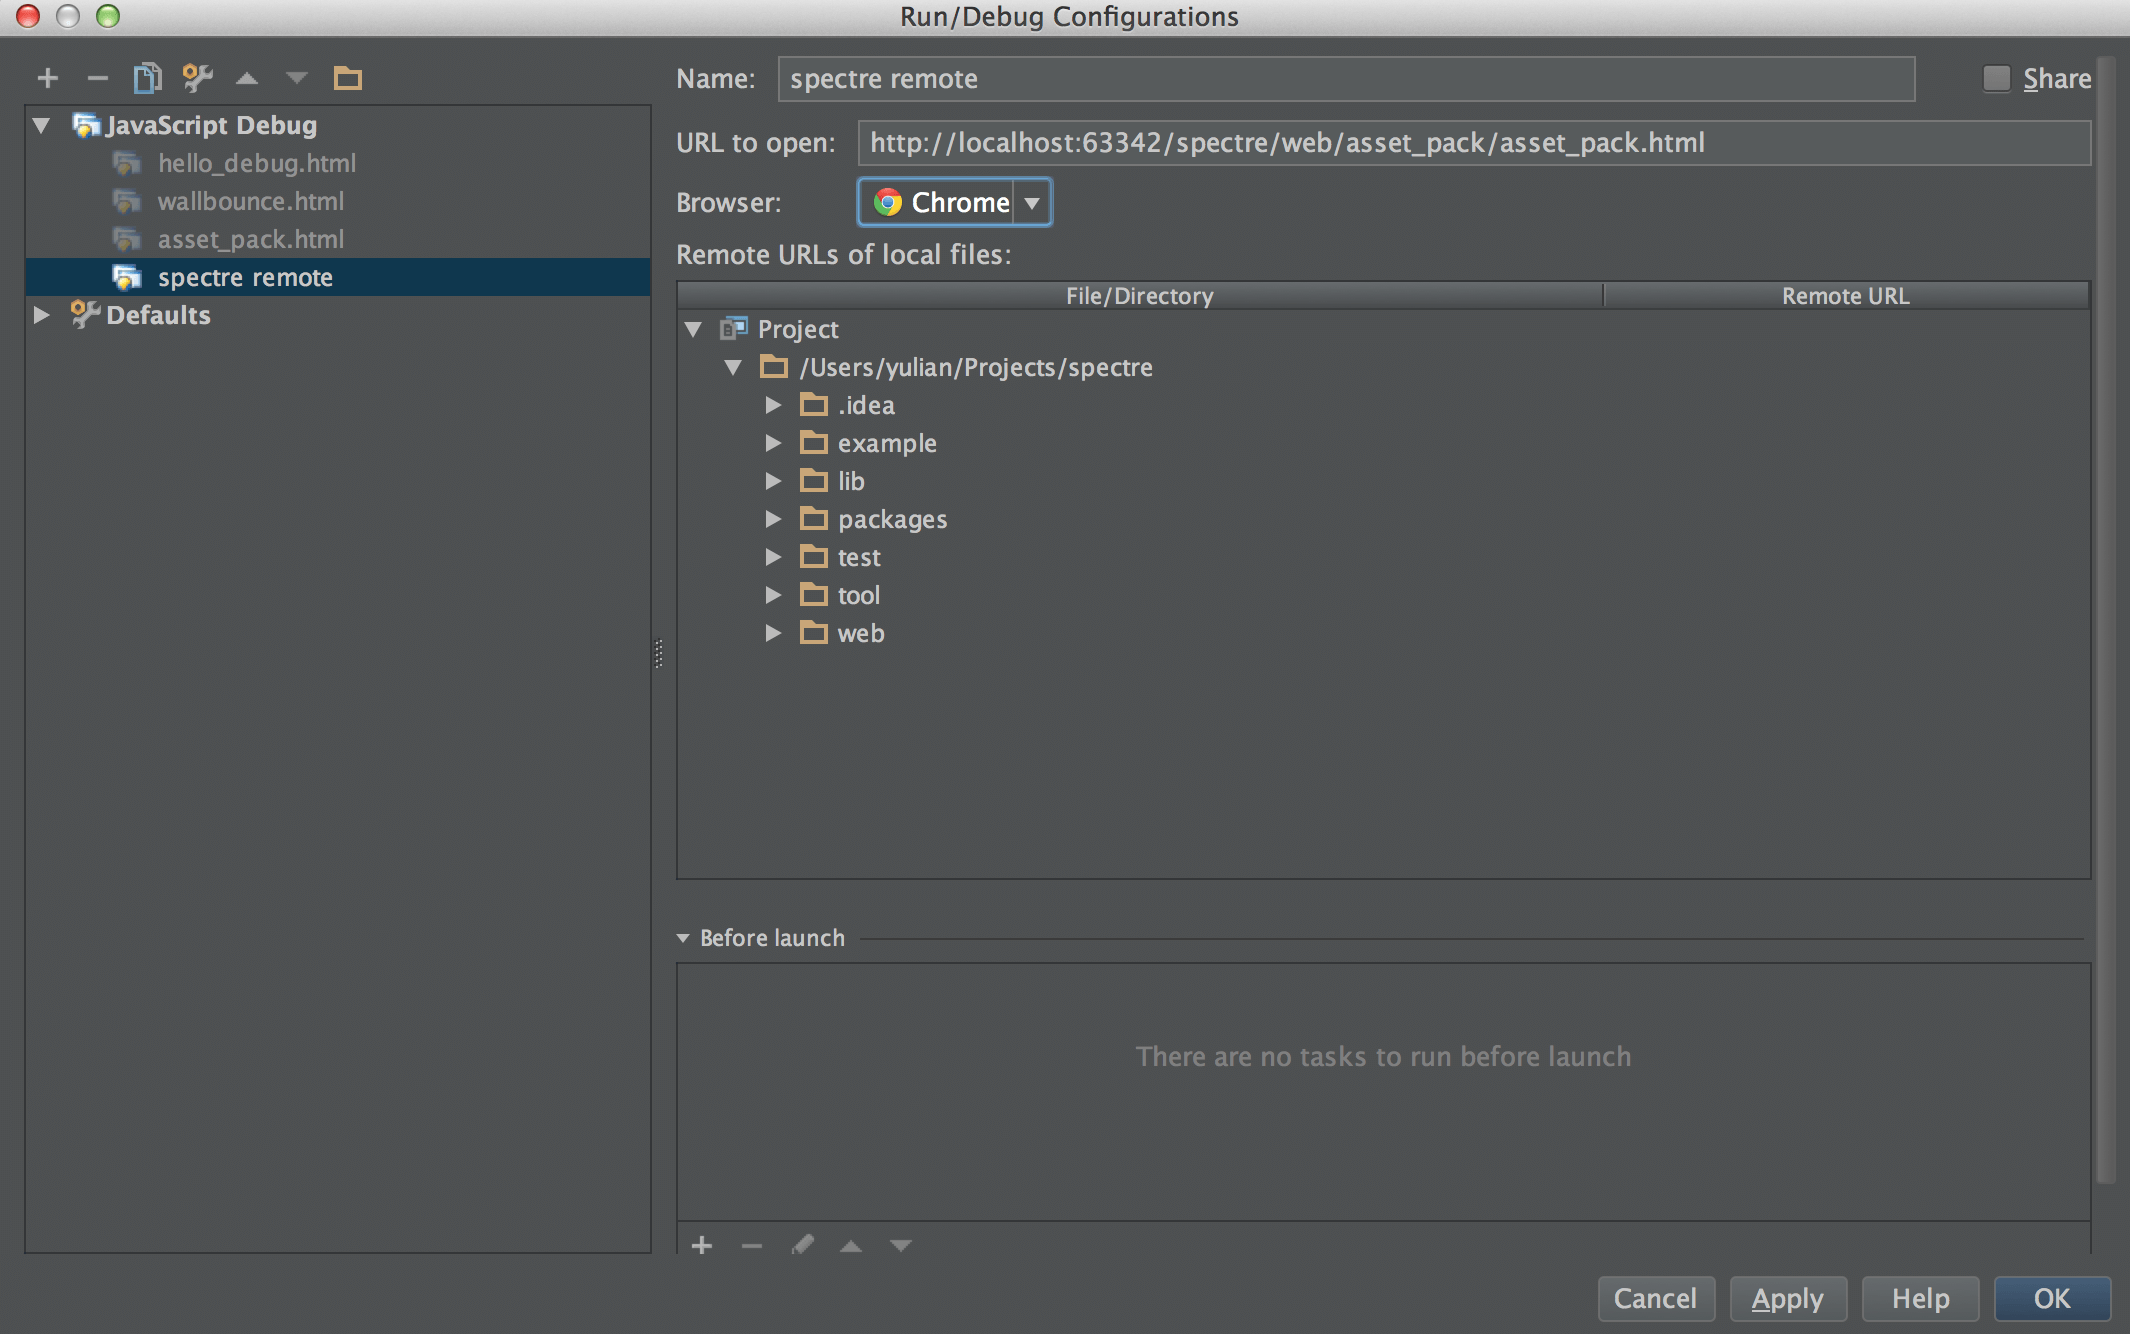 Run/Debug Configurations
JavaScript Debug
hello_debug.html
wallbounce.html
asset_pack.html
spectre remote
Defaults
Name: spectre remote Share
URL to open: http://localhost:63342/spectre/web/asset_pack/asset_pack.html
Browser: Chrome
Remote URLs of local files:
File/Directory Remote URL
Project
/Users/yulian/Projects/spectre
.idea
example
lib
packages
test
tool
web
Before launch
There are no tasks to run before launch
Cancel Apply Help OK